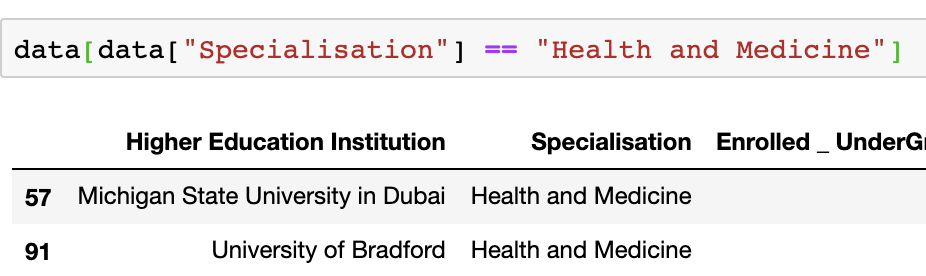 data[data["Specialisation"] == "Health and Medicine"]
Higher Education Institution Specialisation Enrolled _ UnderGr
57 Michigan State University in Dubai Health and Medicine
91 University of Bradford Health and Medicine